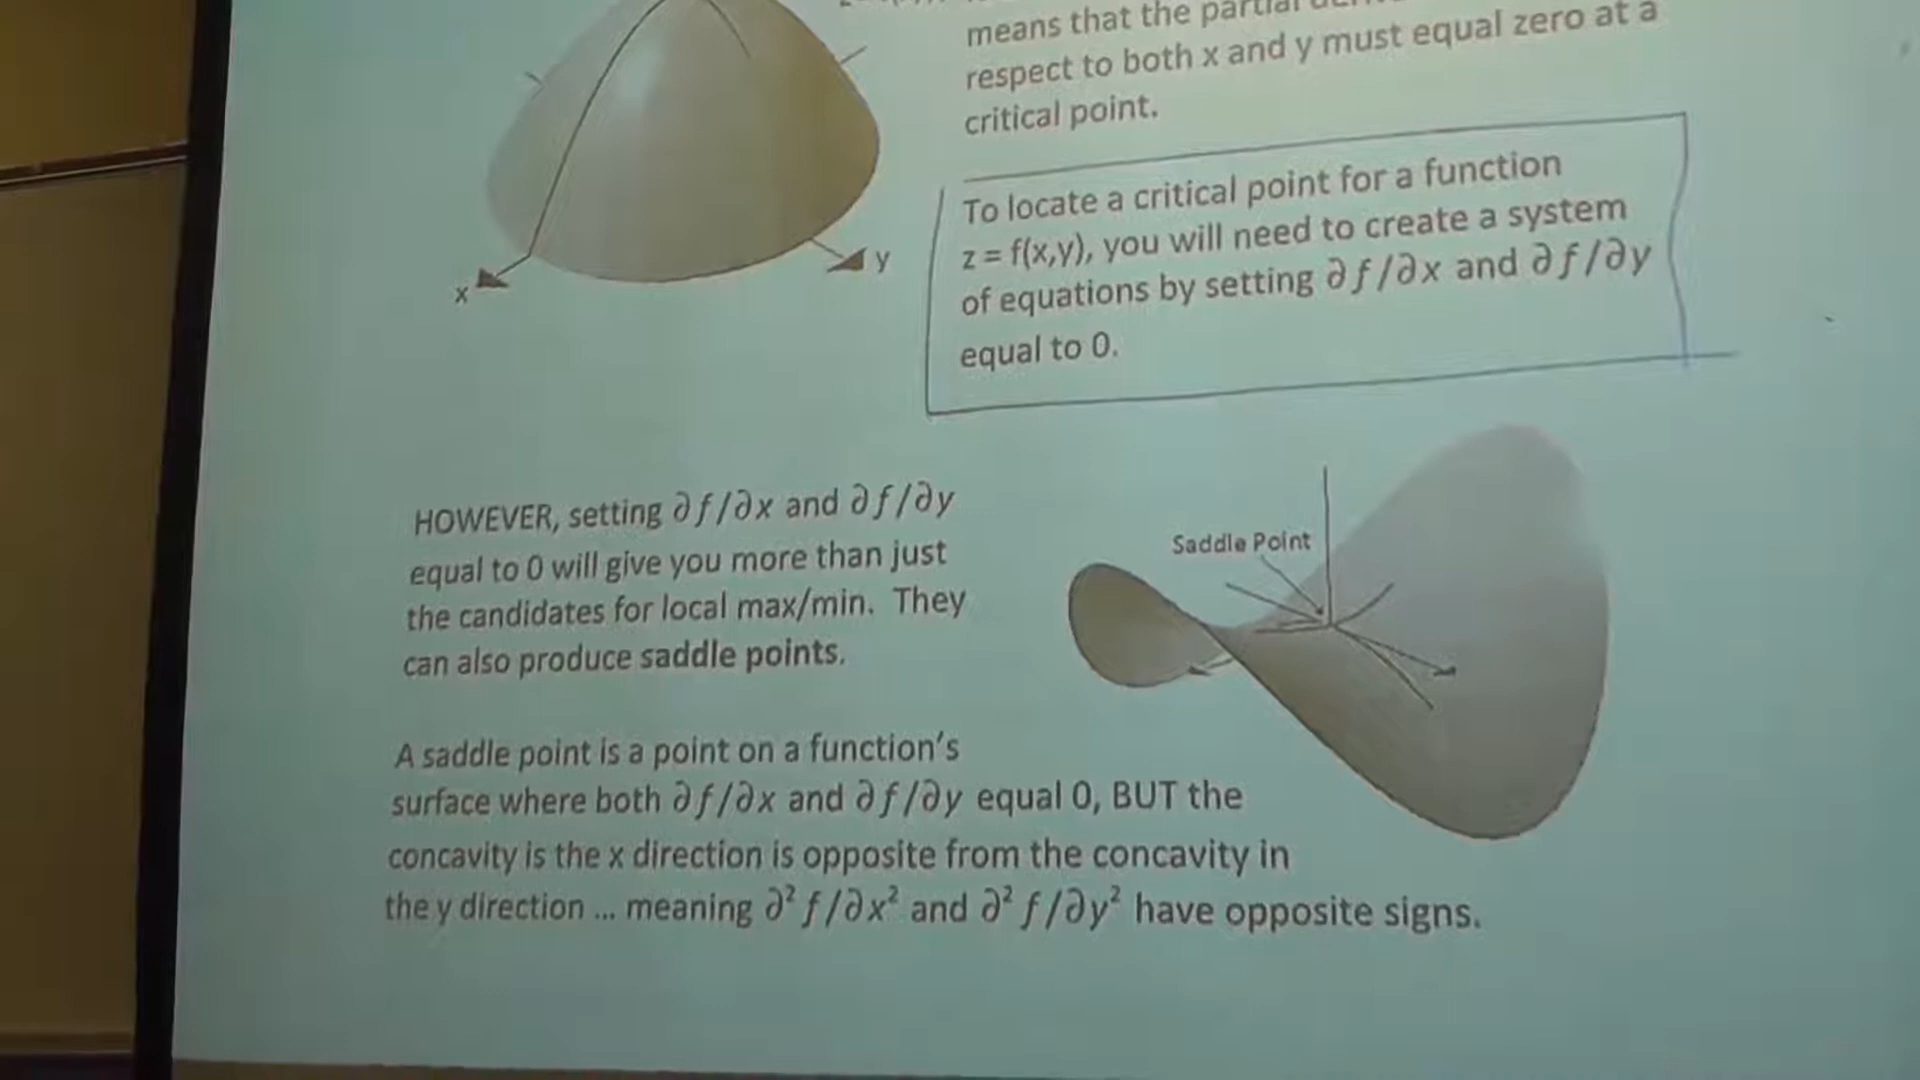 means that the partial
respect to both x and y must equal zero at a
critical point.
To locate a critical point for a function
z = f(x,y), you will need to create a system
of equations by setting ∂f/∂x and ∂f/∂y
equal to 0.
x
y
HOWEVER, setting ∂f/∂x and ∂f/∂y
equal to 0 will give you more than just
the candidates for local max/min. They
can also produce saddle points.
Saddle Point
A saddle point is a point on a function's
surface where both ∂f/∂x and ∂f/∂y equal 0, BUT the
concavity is the x direction is opposite from the concavity in
the y direction ... meaning ∂²f/∂x² and ∂²f/∂y² have opposite signs.